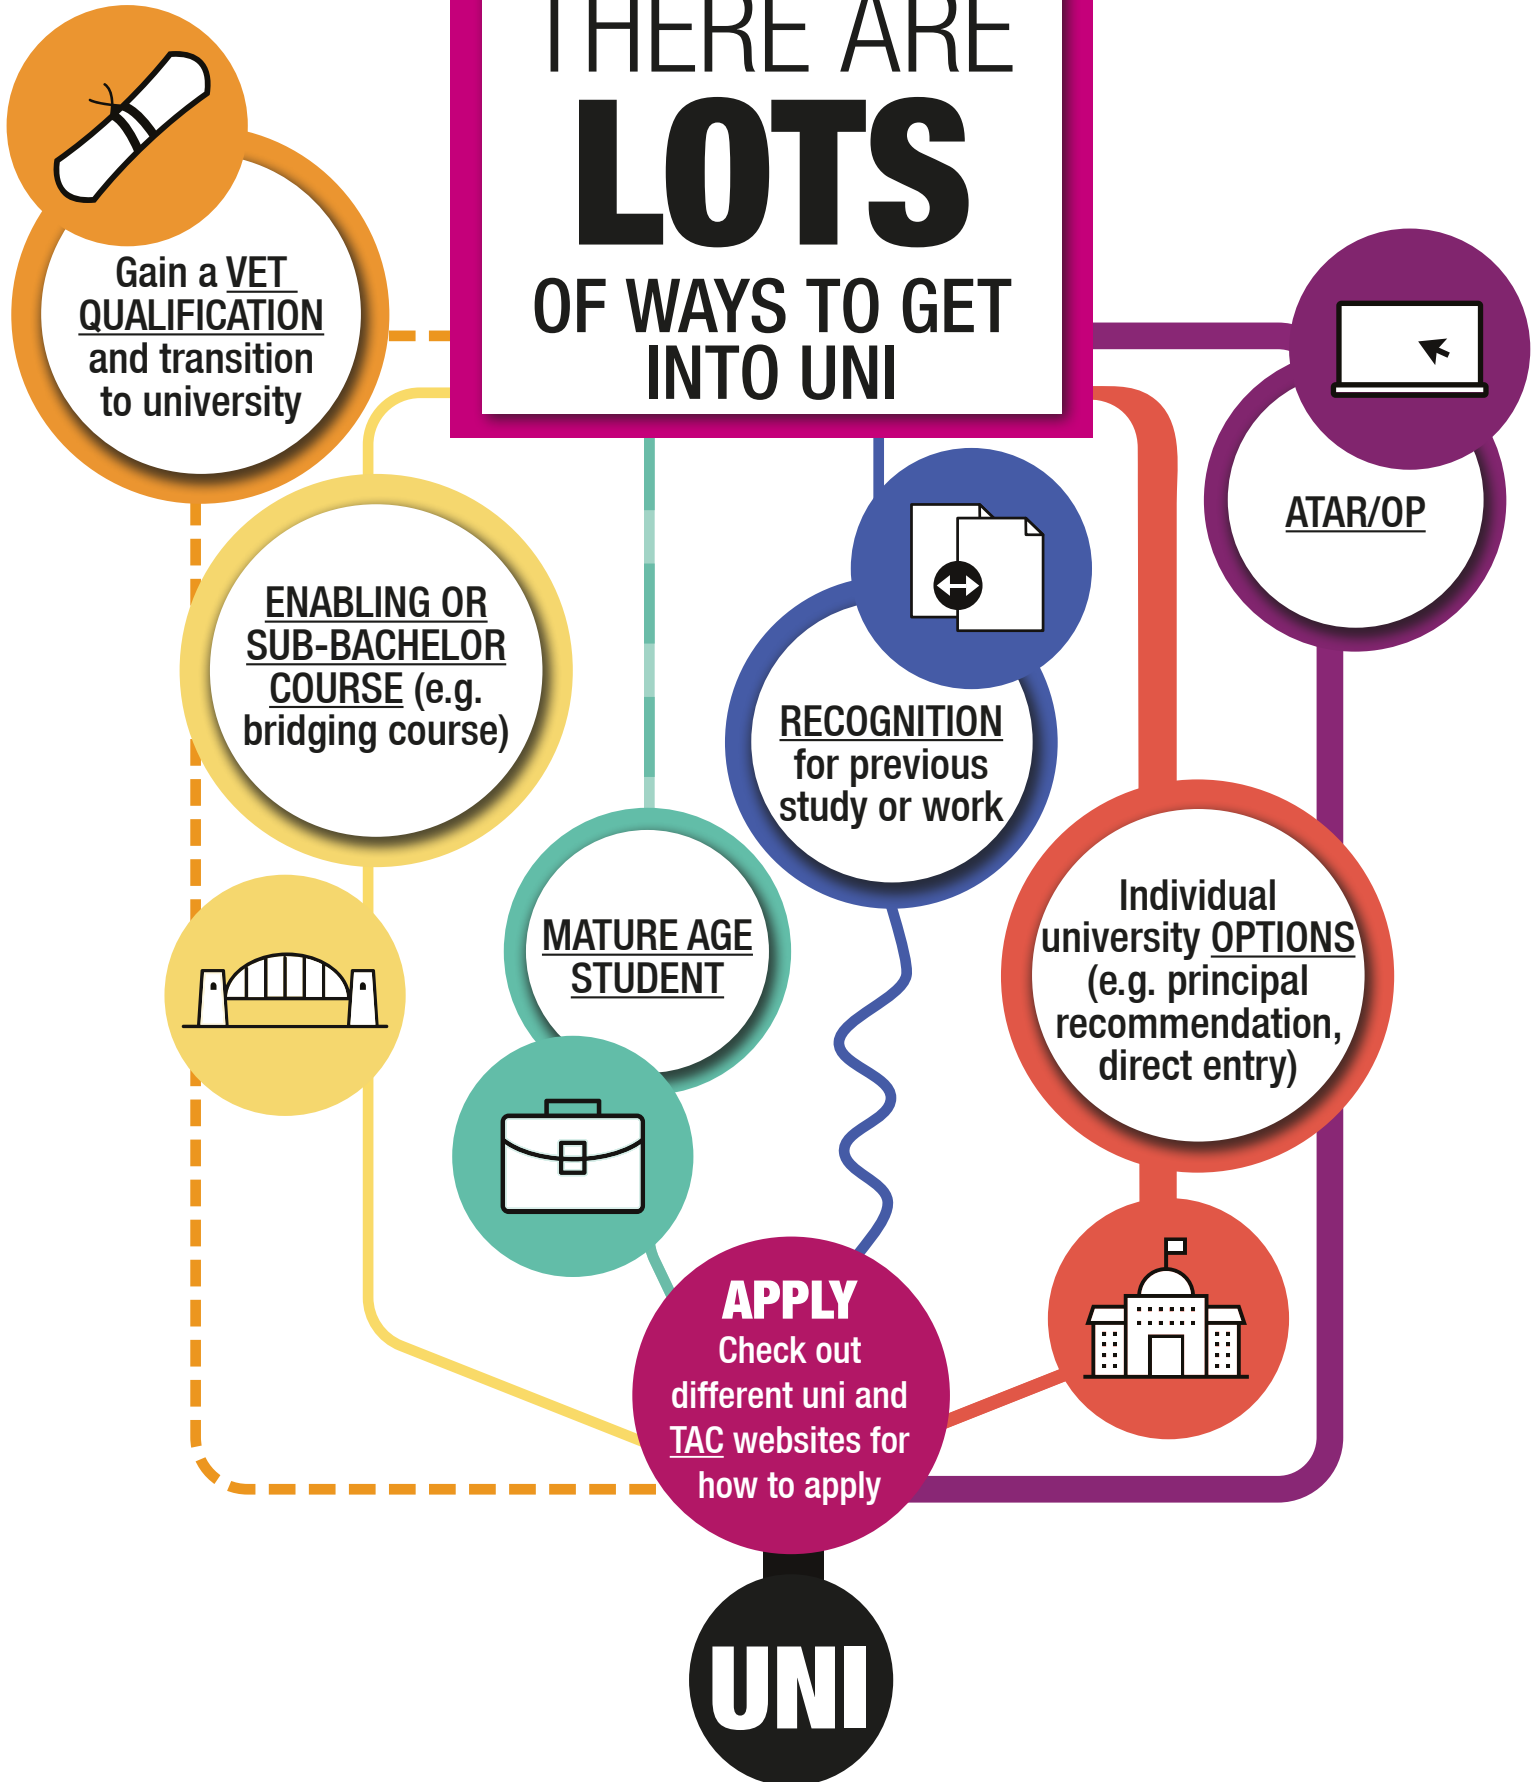 THERE ARE
LOTS
OF WAYS TO GET
INTO UNI
Gain a VET
QUALIFICATION
and transition
to university
ENABLING OR
SUB-BACHELOR
COURSE (e.g.
bridging course)
MATURE AGE
STUDENT
RECOGNITION
for previous
study or work
Individual
university OPTIONS
(e.g. principal
recommendation,
direct entry)
ATAR/OP
APPLY
Check out
different uni and
TAC websites for
how to apply
UNI